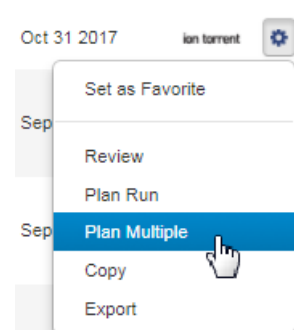 Oct 31 2017 ion torrent
Set as Favorite
Sep
Review
Plan Run
Sep Plan Multiple
Copy
Export